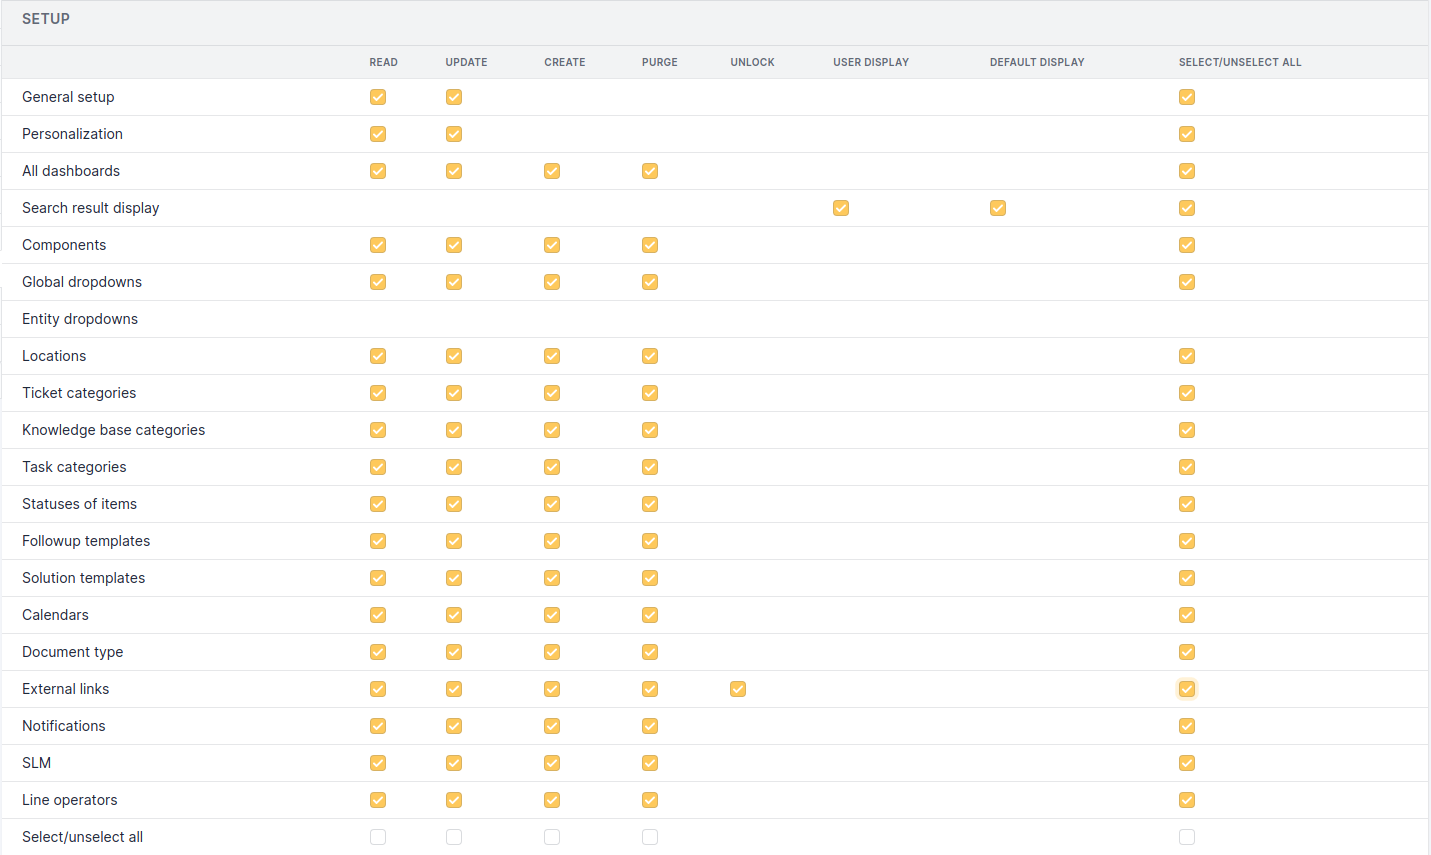 SETUP
READ UPDATE CREATE PURGE UNLOCK USER DISPLAY DEFAULT DISPLAY SELECT/UNSELECT ALL
General setup
Personalization
All dashboards
Search result display
Components
Global dropdowns
Entity dropdowns
Locations
Ticket categories
Knowledge base categories
Task categories
Statuses of items
Followup templates
Solution templates
Calendars
Document type
External links
Notifications
SLM
Line operators
Select/unselect all